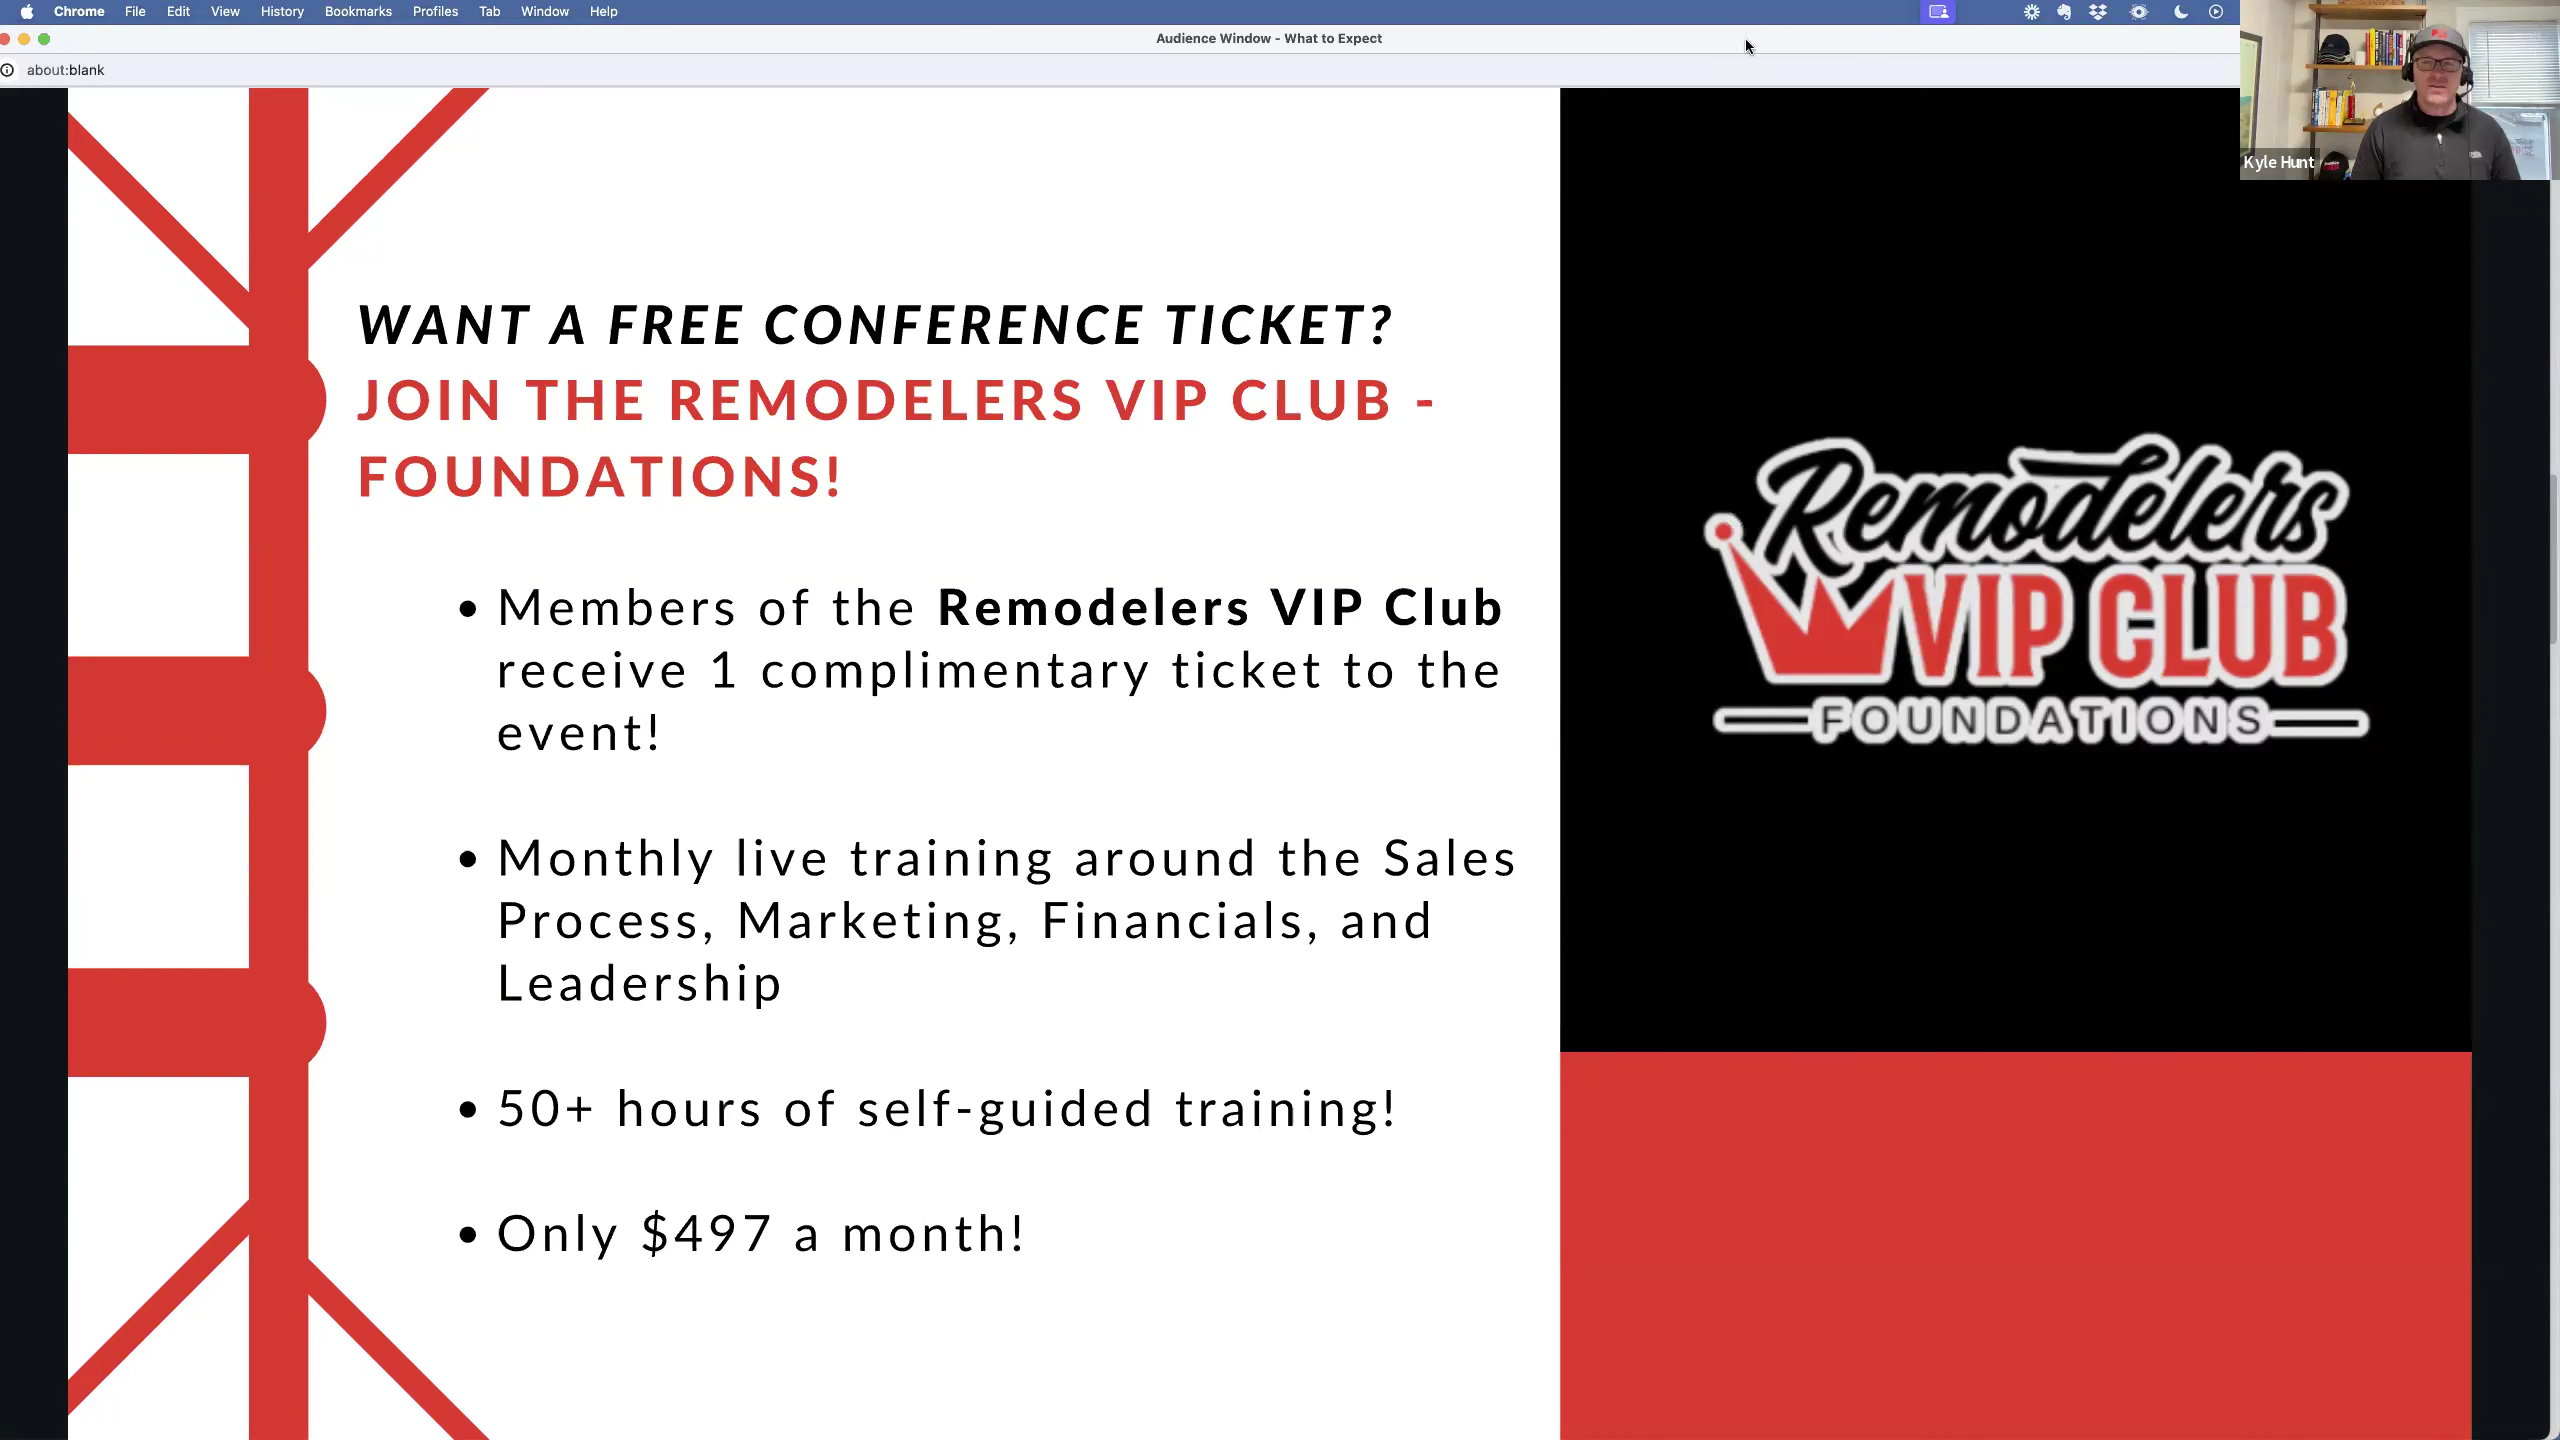 Chrome File Edit View History Bookmarks Profiles Tab Window Help
Audience Window - What to Expect
about:blank
Kyle Hunt
WANT A FREE CONFERENCE TICKET?
JOIN THE REMODELERS VIP CLUB -
FOUNDATIONS!
• Members of the Remodelers VIP Club
receive 1 complimentary ticket to the
event!
• Monthly live training around the Sales
Process, Marketing, Financials, and
Leadership
• 50+ hours of self-guided training!
• Only $497 a month!
Remodelers
VIP CLUB
FOUNDATIONS